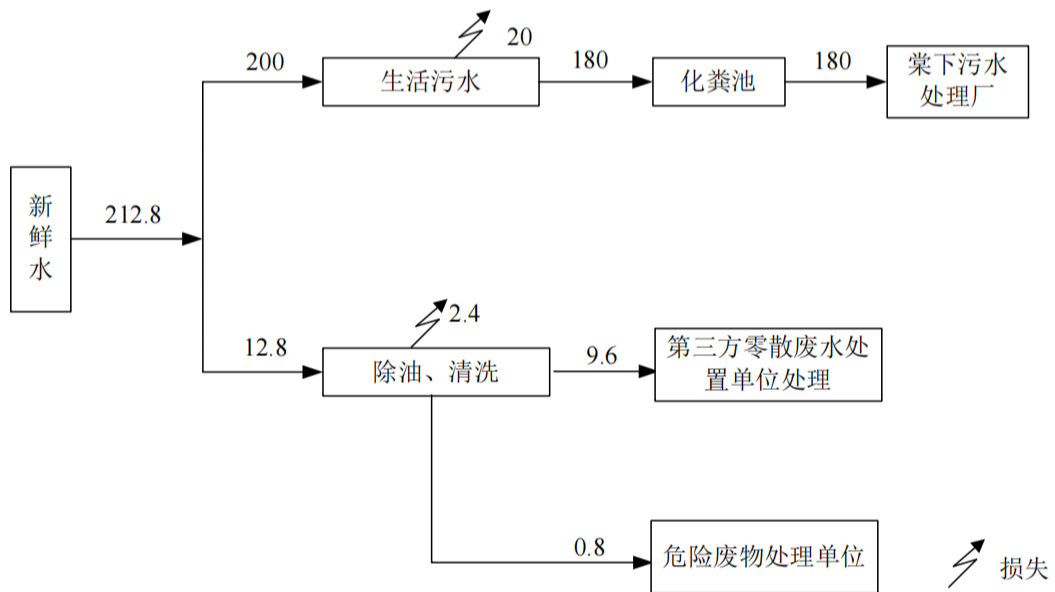 20
200
生活污水
180
化粪池
180
棠下污水
处理厂
新
鲜
水
212.8
2.4
12.8
除油、清洗
9.6
第三方零散废水处
置单位处理
0.8
危险废物处理单位
损失